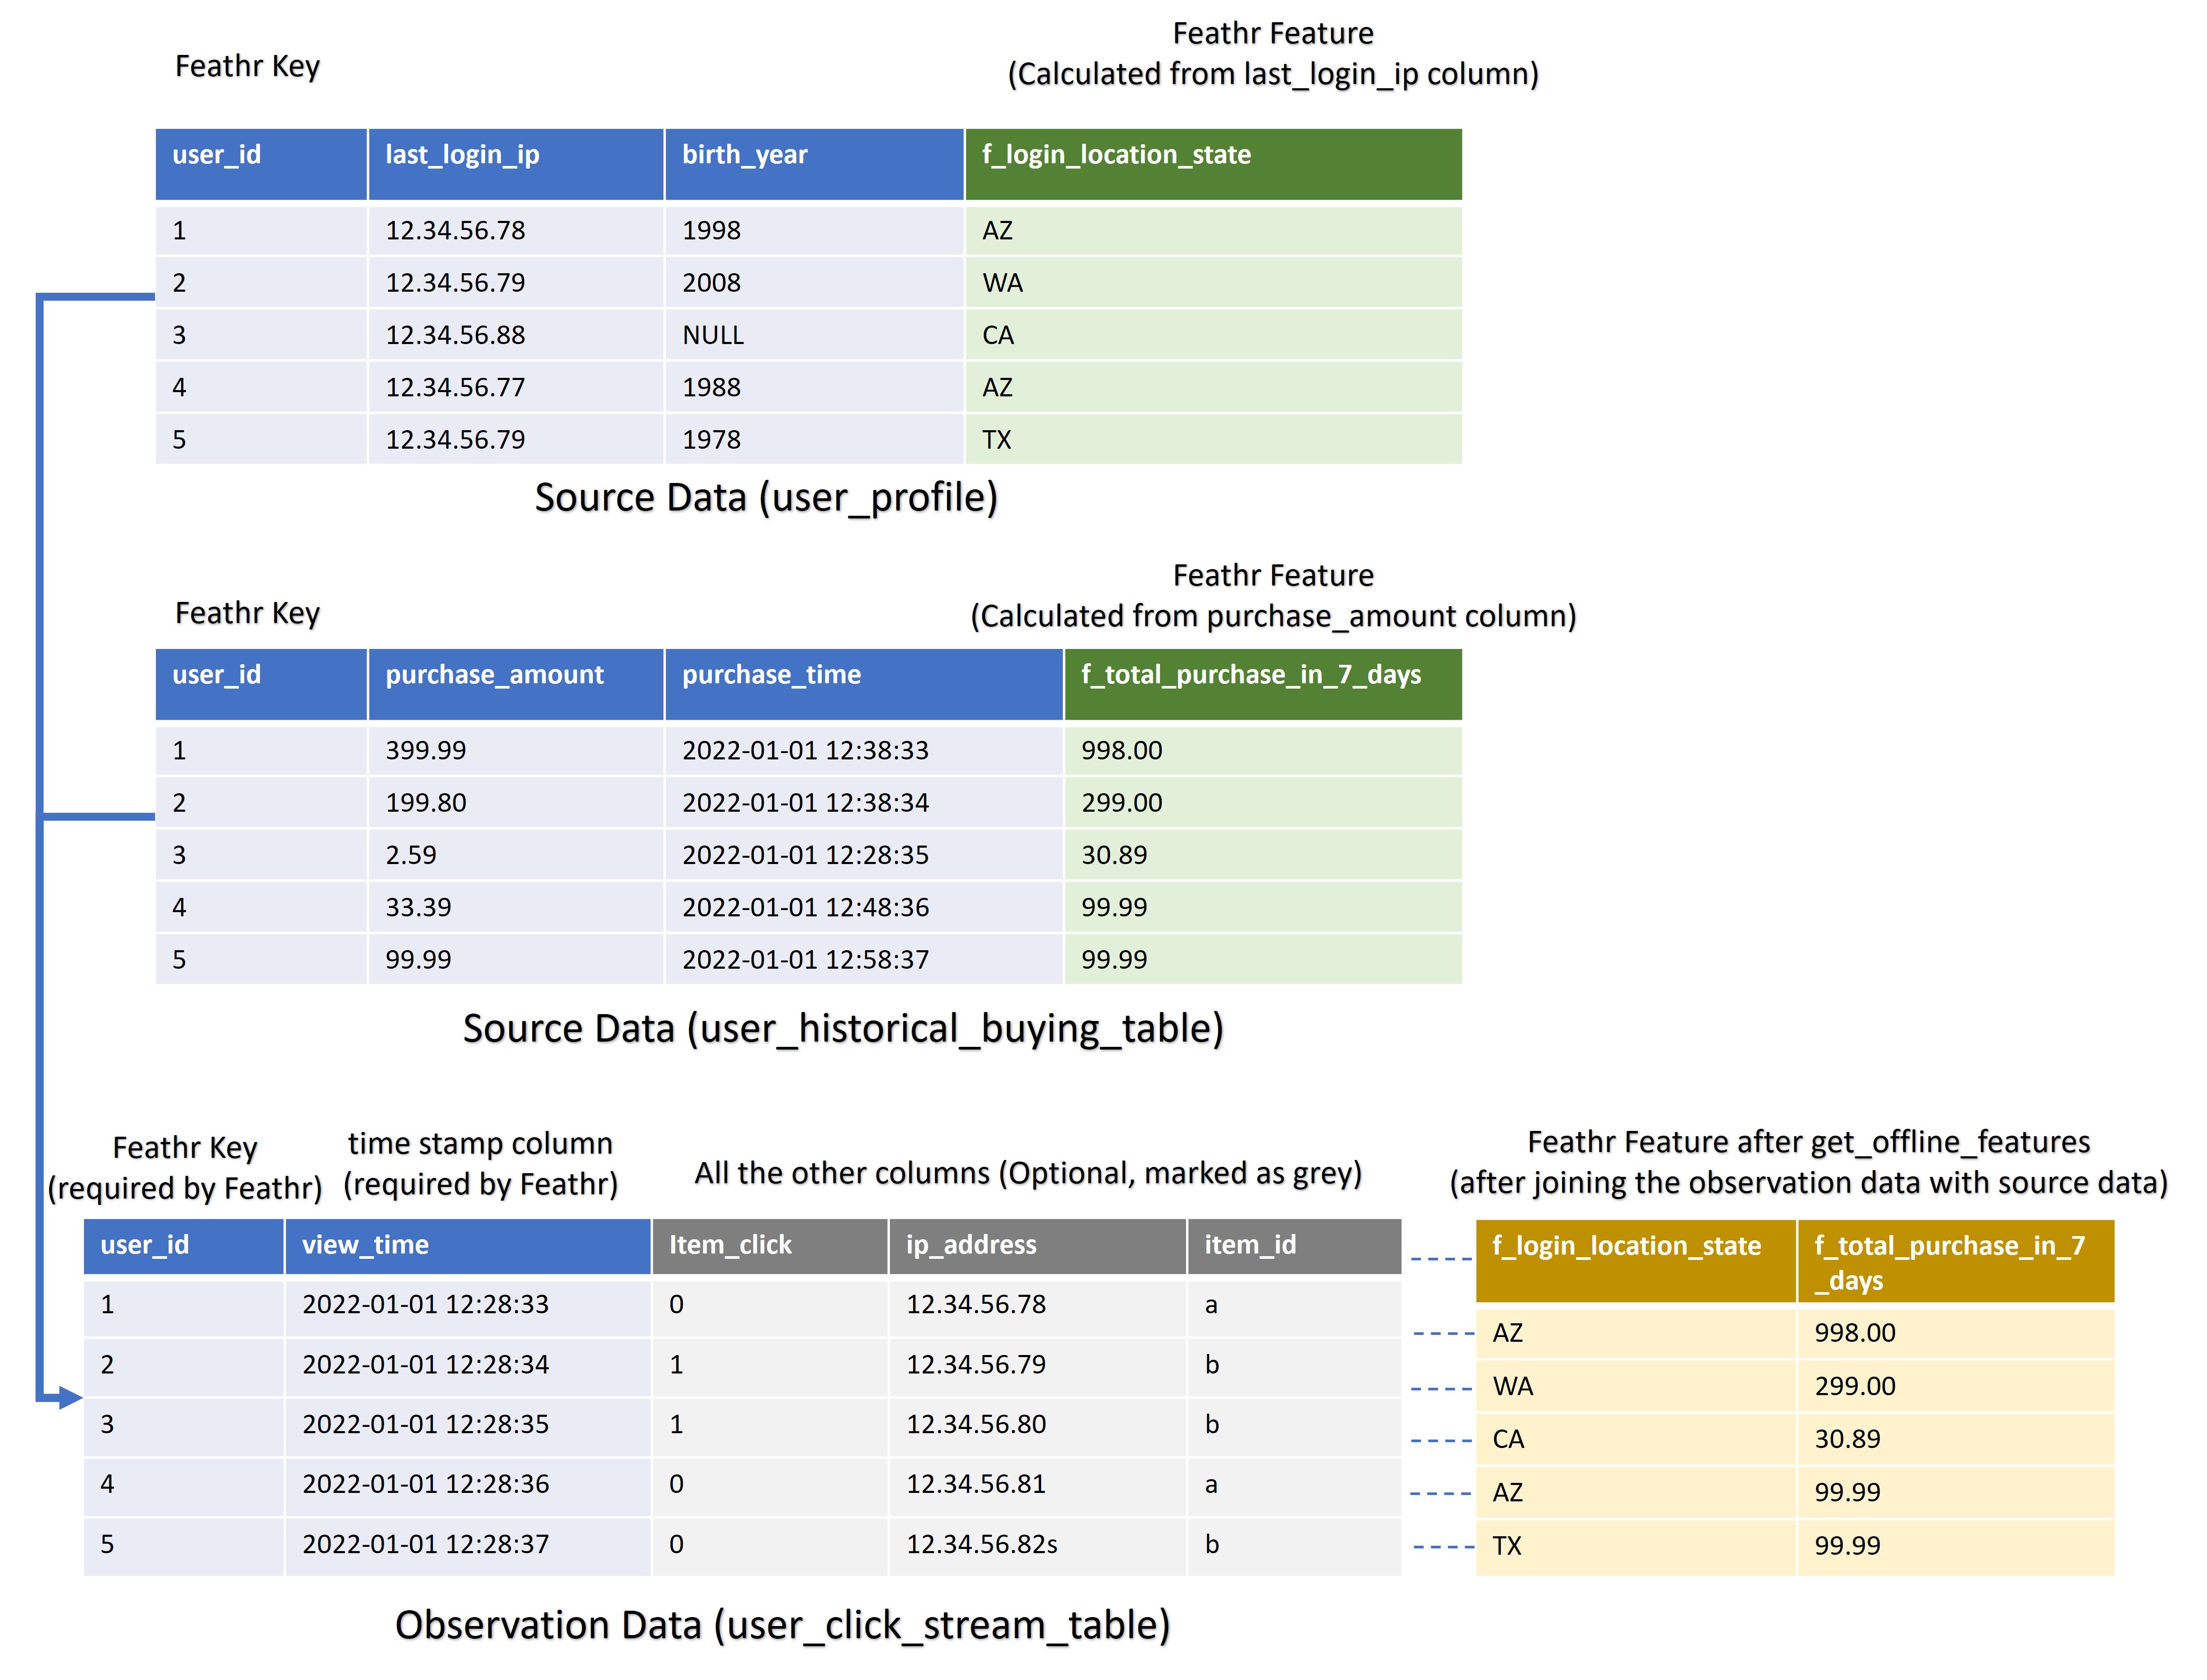 Feathr Key
Feathr Feature
(Calculated from last_login_ip column)
user_id last_login_ip birth_year f_login_location_state
1 12.34.56.78 1998 AZ
2 12.34.56.79 2008 WA
3 12.34.56.88 NULL CA
4 12.34.56.77 1988 AZ
5 12.34.56.79 1978 TX
Source Data (user_profile)
Feathr Key
Feathr Feature
(Calculated from purchase_amount column)
user_id purchase_amount purchase_time f_total_purchase_in_7_days
1 399.99 2022-01-01 12:38:33 998.00
2 199.80 2022-01-01 12:38:34 299.00
3 2.59 2022-01-01 12:28:35 30.89
4 33.39 2022-01-01 12:48:36 99.99
5 99.99 2022-01-01 12:58:37 99.99
Source Data (user_historical_buying_table)
Feathr Key
(required by Feathr)
time stamp column
(required by Feathr)
All the other columns (Optional, marked as grey)
Feathr Feature after get_offline_features
(after joining the observation data with source data)
user_id view_time Item_click ip_address item_id
1 2022-01-01 12:28:33 0 12.34.56.78 a
2 2022-01-01 12:28:34 1 12.34.56.79 b
3 2022-01-01 12:28:35 1 12.34.56.80 b
4 2022-01-01 12:28:36 0 12.34.56.81 a
5 2022-01-01 12:28:37 0 12.34.56.82s b
f_login_location_state f_total_purchase_in_7
_days
AZ 998.00
WA 299.00
CA 30.89
AZ 99.99
TX 99.99
Observation Data (user_click_stream_table)